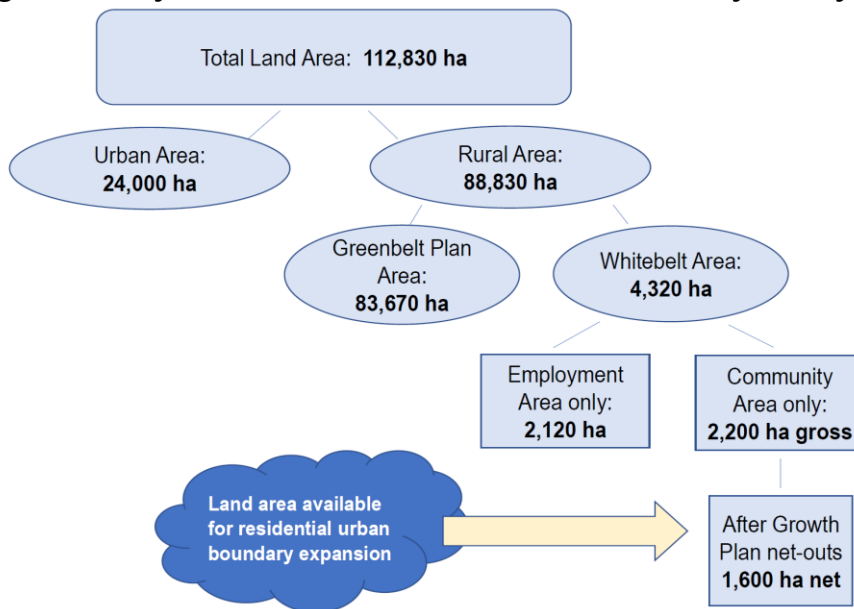 Total Land Area: 112,830 ha
Urban Area:
24,000 ha
Rural Area:
88,830 ha
Greenbelt Plan
Area:
83,670 ha
Whitebelt Area:
4,320 ha
Employment
Area only:
2,120 ha
Community
Area only:
2,200 ha gross
Land area available
for residential urban
boundary expansion
After Growth
Plan net-outs
1,600 ha net